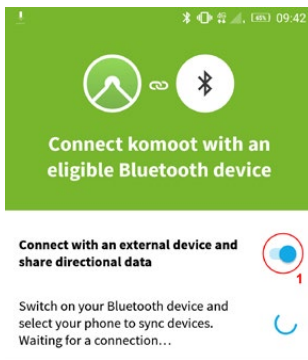 48% 09:42
Connect komoot with an
eligible Bluetooth device
Connect with an external device and
share directional data
1
Switch on your Bluetooth device and
select your phone to sync devices.
Waiting for a connection...